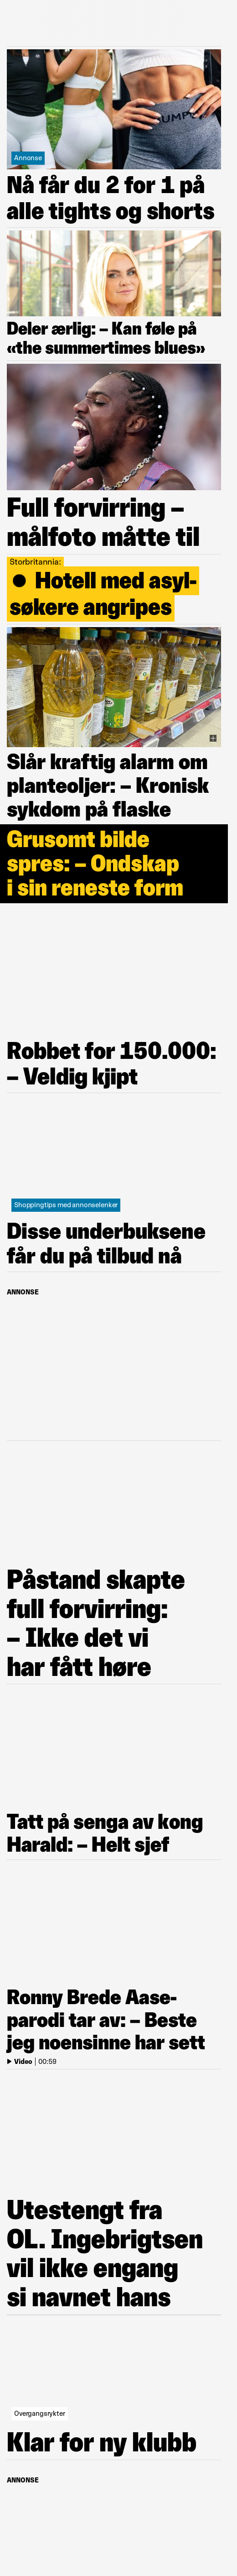 Annonse
Nå får du 2 for 1 på
alle tights og shorts
Deler ærlig: – Kan føle på
«the summertimes blues»
Full forvirring –
målfoto måtte til
Storbritannia:
● Hotell med asyl-
søkere angripes
Slår kraftig alarm om
planteoljer: – Kronisk
sykdom på flaske
Grusomt bilde
spres: – Ondskap
i sin reneste form
Robbet for 150.000:
– Veldig kjipt
Shoppingtips med annonselenker
Disse underbuksene
får du på tilbud nå
ANNONSE
Påstand skapte
full forvirring:
– Ikke det vi
har fått høre
Tatt på senga av kong
Harald: – Helt sjef
Ronny Brede Aase-
parodi tar av: – Beste
jeg noensinne har sett
Video | 00:59
Utestengt fra
OL. Ingebrigtsen
vil ikke engang
si navnet hans
Overgangsrykter
Klar for ny klubb
ANNONSE